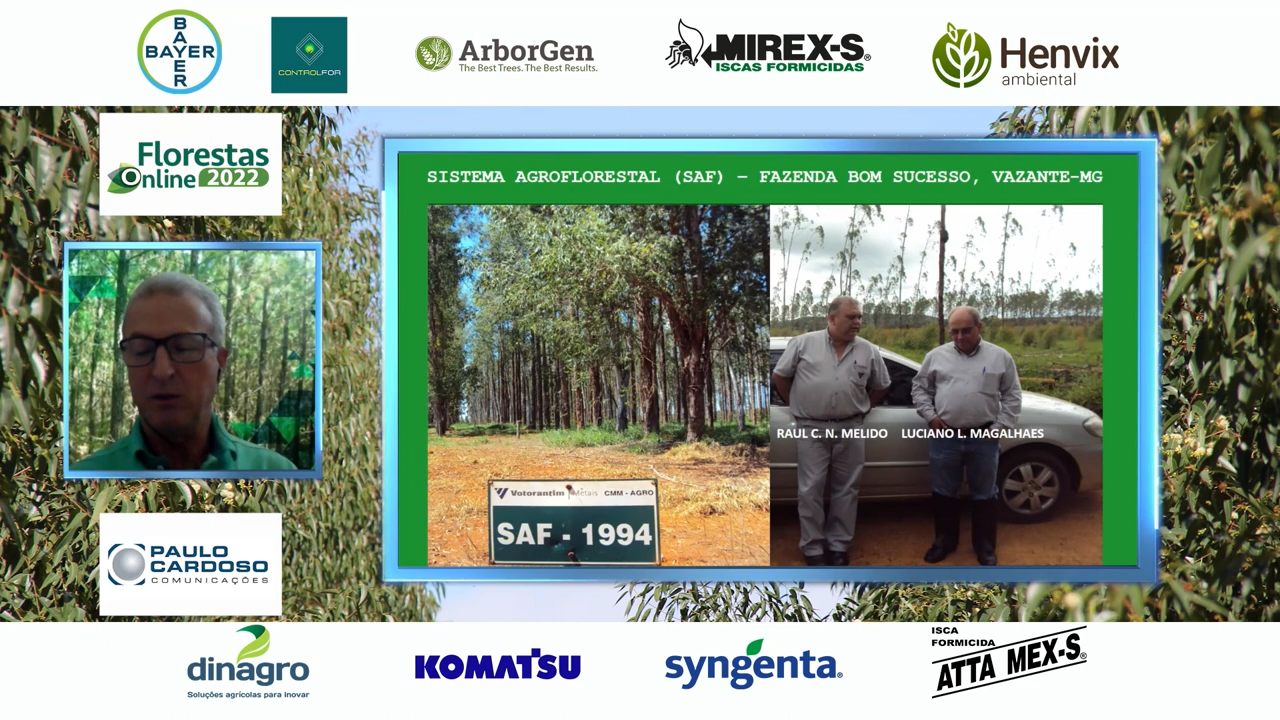 BAYER
BAYER
CONTROLFOR
ArborGen
The Best Trees. The Best Results.
MIREX-S®
ISCAS FORMICIDAS
Henvix
ambiental
Florestas
Online 2022
SISTEMA AGROFLORESTAL (SAF) – FAZENDA BOM SUCESSO, VAZANTE-MG
RAUL C. N. MELIDO LUCIANO L. MAGALHAES
Votorantim Metais CMM - AGRO
SAF - 1994
PAULO
CARDOSO
COMUNICAÇÕES
dinagro
Soluções agrícolas para inovar
KOMATSU
syngenta®
ISCA
FORMICIDA
ATTA MEX-S®